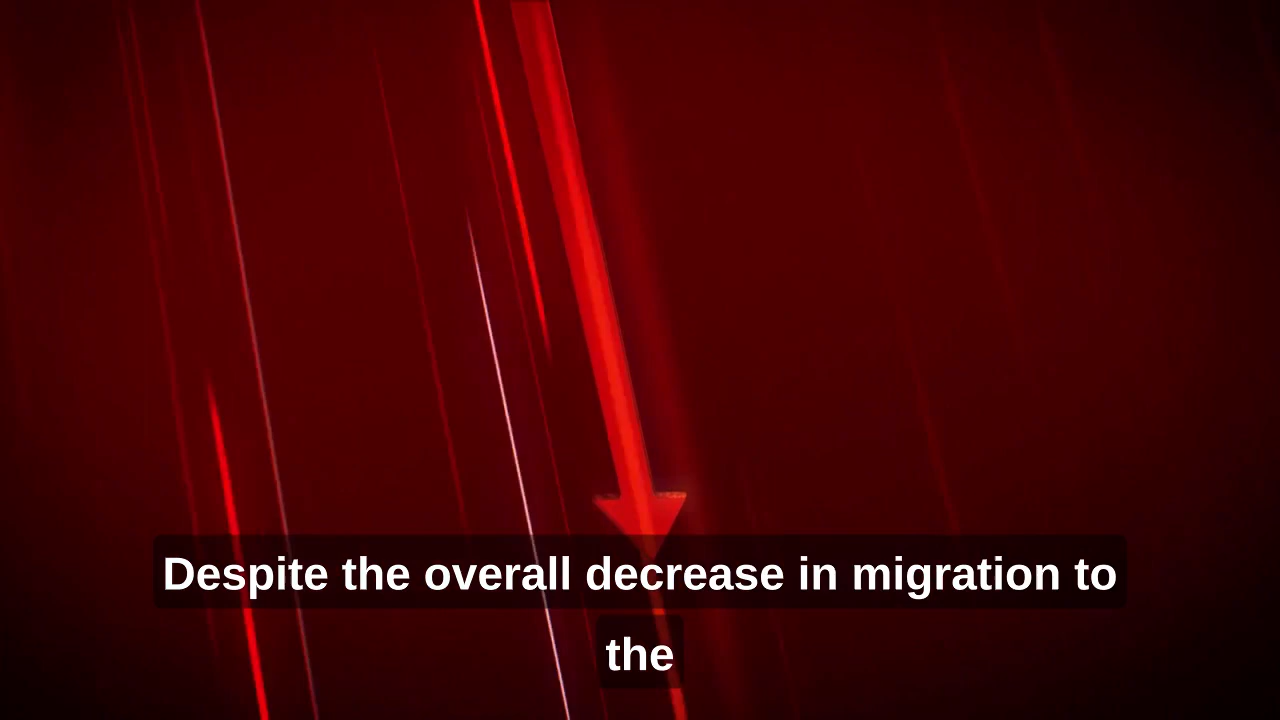 Despite the overall decrease in migration to
the